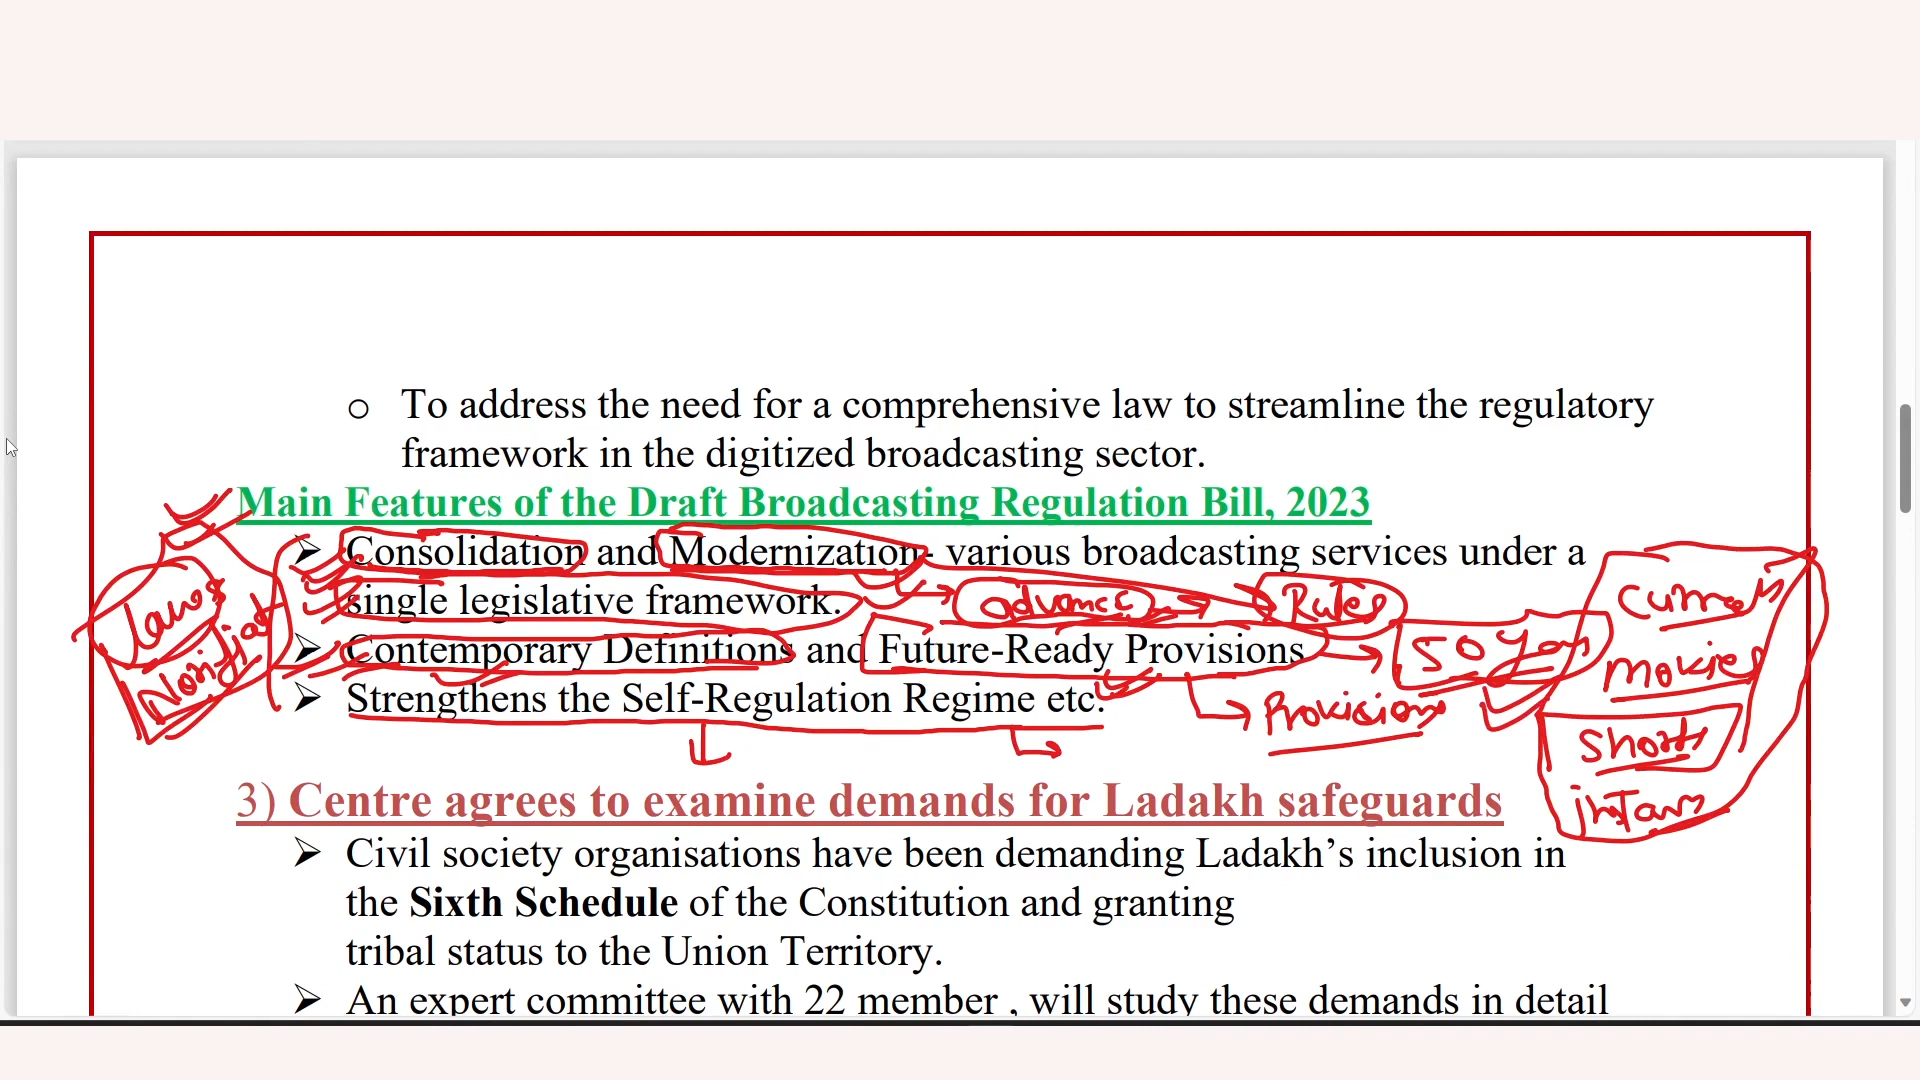 o To address the need for a comprehensive law to streamline the regulatory
framework in the digitized broadcasting sector.
Main Features of the Draft Broadcasting Regulation Bill, 2023
➢ Consolidation and Modernization- various broadcasting services under a
single legislative framework.
advance
Rules
➢ Contemporary Definitions and Future-Ready Provisions
50 Year
➢ Strengthens the Self-Regulation Regime etc.
Provisions
Laws
movies
short
3) Centre agrees to examine demands for Ladakh safeguards
➢ Civil society organisations have been demanding Ladakh’s inclusion in
the Sixth Schedule of the Constitution and granting
tribal status to the Union Territory.
➢ An expert committee with 22 member , will study these demands in detail